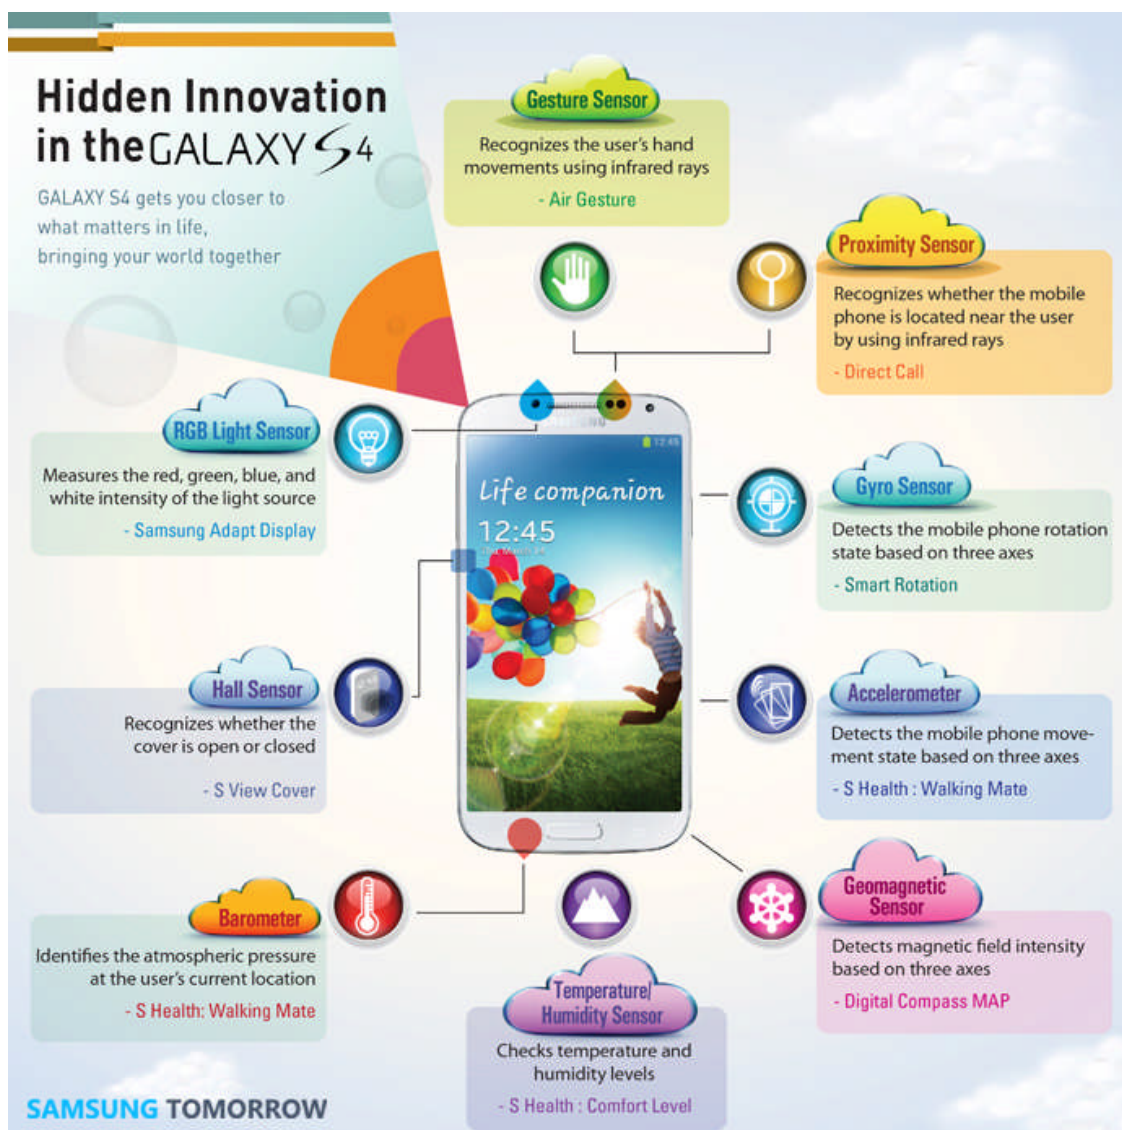 Hidden Innovation
in the GALAXY S4
GALAXY S4 gets you closer to
what matters in life,
bringing your world together
Gesture Sensor
Recognizes the user's hand
movements using infrared rays
- Air Gesture
Proximity Sensor
Recognizes whether the mobile
phone is located near the user
by using infrared rays
- Direct Call
RGB Light Sensor
Measures the red, green, blue, and
white intensity of the light source
- Samsung Adapt Display
SAMSUNG
12:45
Life companion
12:45
Gyro Sensor
Detects the mobile phone rotation
state based on three axes
- Smart Rotation
Hall Sensor
Recognizes whether the
cover is open or closed
- S View Cover
Accelerometer
Detects the mobile phone move-
ment state based on three axes
- S Health : Walking Mate
Barometer
Identifies the atmospheric pressure
at the user's current location
- S Health: Walking Mate
Geomagnetic
Sensor
Detects magnetic field intensity
based on three axes
- Digital Compass MAP
Temperature/
Humidity Sensor
Checks temperature and
humidity levels
- S Health : Comfort Level
SAMSUNG TOMORROW